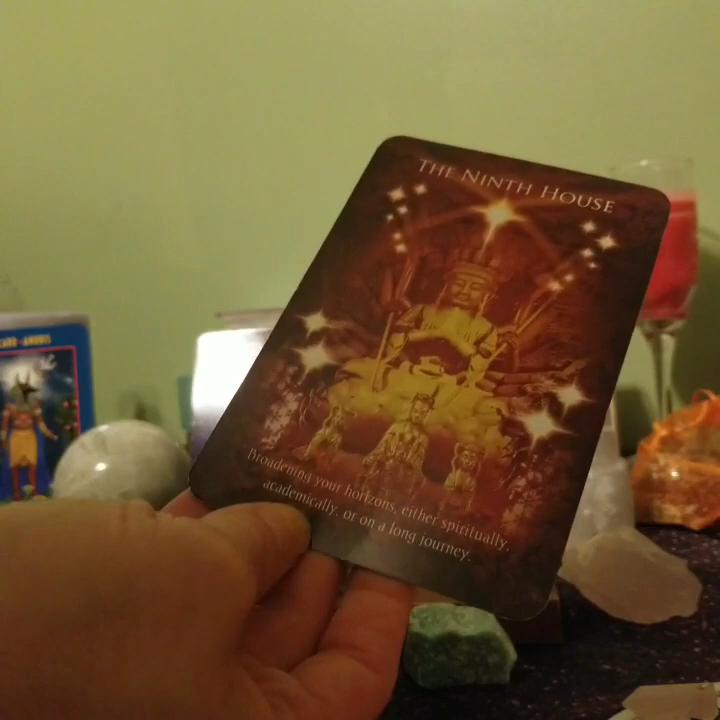 THE NINTH HOUSE
Broadening your horizons, either spiritually,
academically, or on a long journey.